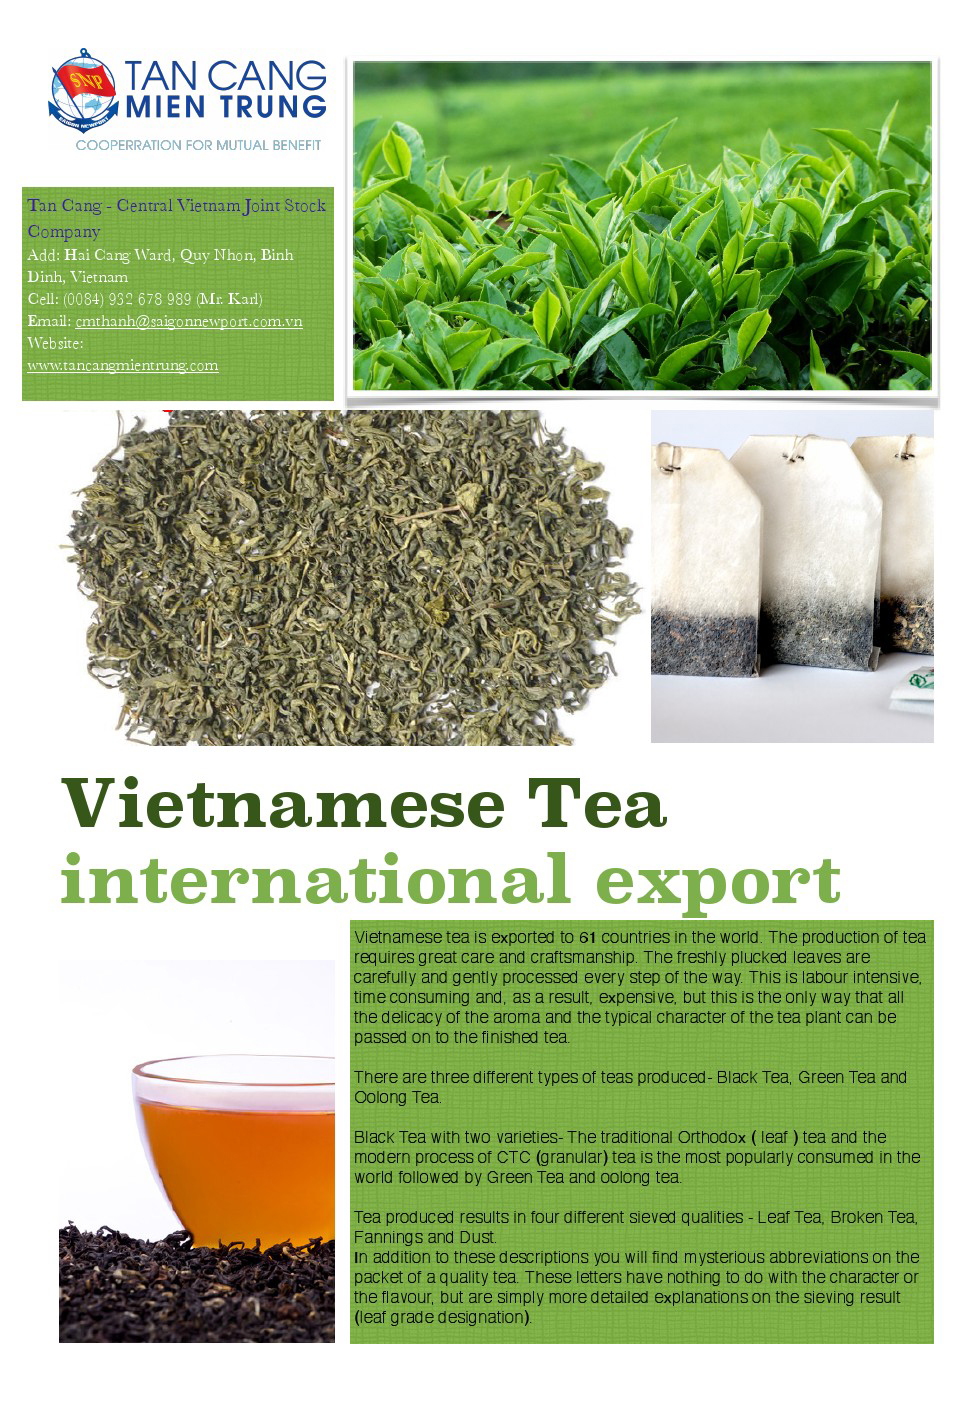 SNP
SAIGON NEWPORT
TAN CANG
MIEN TRUNG
COOPERRATION FOR MUTUAL BENEFIT
Tan Cang - Central Vietnam Joint Stock
Company
Add: Hai Cang Ward, Quy Nhon, Binh
Dinh, Vietnam
Cell: (0084) 932 678 989 (Mr. Karl)
Email: cmthanh@saigonnewport.com.vn
Website:
www.tancangmientrung.com
Vietnamese Tea
international export
Vietnamese tea is exported to 61 countries in the world. The production of tea
requires great care and craftsmanship. The freshly plucked leaves are
carefully and gently processed every step of the way. This is labour intensive,
time consuming and, as a result, expensive, but this is the only way that all
the delicacy of the aroma and the typical character of the tea plant can be
passed on to the finished tea.
There are three different types of teas produced- Black Tea, Green Tea and
Oolong Tea.
Black Tea with two varieties- The traditional Orthodox ( leaf ) tea and the
modern process of CTC (granular) tea is the most popularly consumed in the
world followed by Green Tea and oolong tea.
Tea produced results in four different sieved qualities - Leaf Tea, Broken Tea,
Fannings and Dust.
In addition to these descriptions you will find mysterious abbreviations on the
packet of a quality tea. These letters have nothing to do with the character or
the flavour, but are simply more detailed explanations on the sieving result
(leaf grade designation).